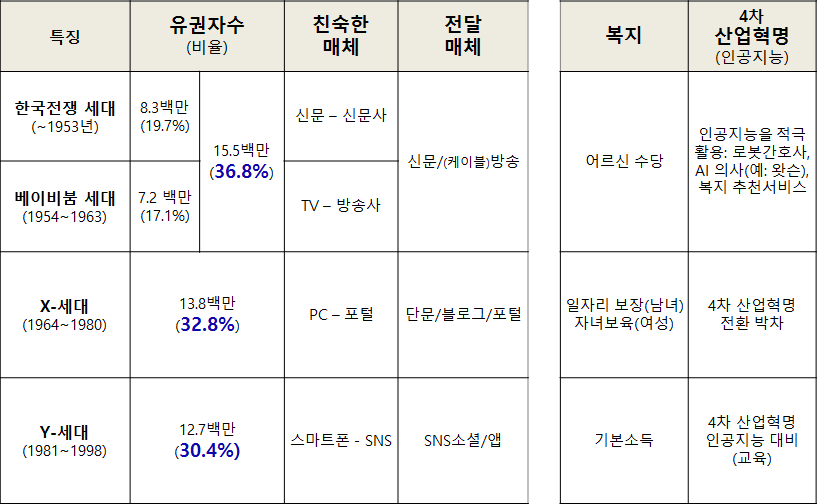 특징
유권자수
(비율)
친숙한
매체
전달
매체
복지
4차
산업혁명
(인공지능)
한국전쟁 세대
(~1953년)
8.3백만
(19.7%)
15.5백만
(36.8%)
신문 – 신문사
신문/(케이블)방송
어르신 수당
인공지능을 적극
활용: 로봇간호사,
AI 의사(예: 왓슨),
복지 추천서비스
베이비붐 세대
(1954~1963)
7.2 백만
(17.1%)
TV – 방송사
X-세대
(1964~1980)
13.8백만
(32.8%)
PC – 포털
단문/블로그/포털
일자리 보장(남녀)
자녀보육(여성)
4차 산업혁명
전환 박차
Y-세대
(1981~1998)
12.7백만
(30.4%)
스마트폰 - SNS
SNS소셜/앱
기본소득
4차 산업혁명
인공지능 대비
(교육)